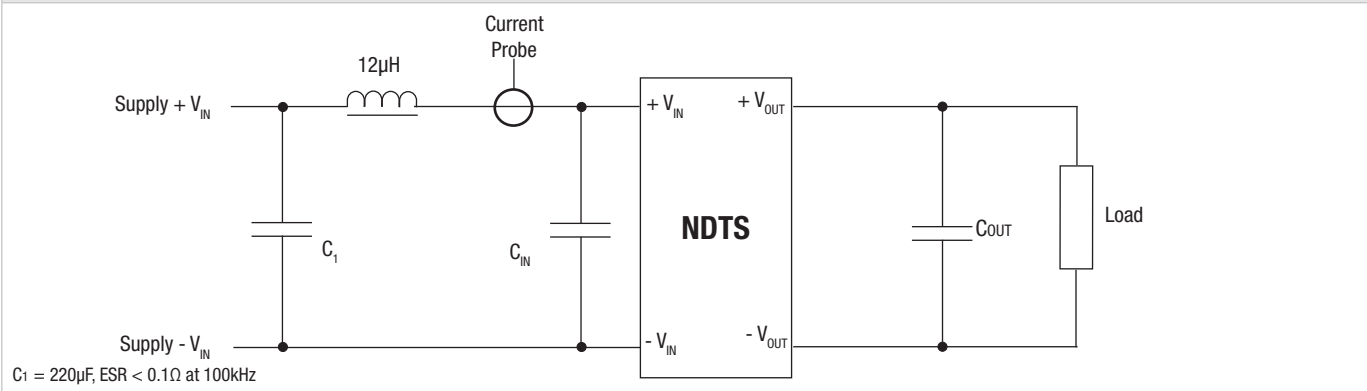 Current
Probe
12µH
Supply + V_IN
+ V_IN
+ V_OUT
NDTS
C_1
C_IN
COUT
Load
Supply - V_IN
- V_IN
- V_OUT
C1 = 220µF, ESR < 0.1Ω at 100kHz